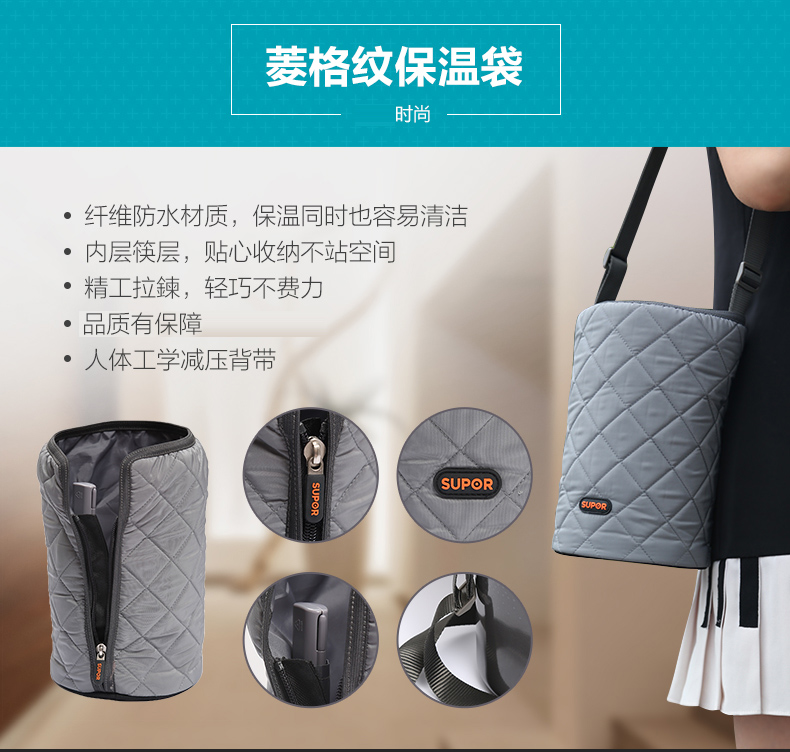 菱格纹保温袋
时尚
纤维防水材质，保温同时也容易清洁
内层筷层，贴心收纳不站空间
精工拉鍊，轻巧不费力
品质有保障
人体工学减压背带
SUPOR
SUPOR
SUPOR
SUPOR